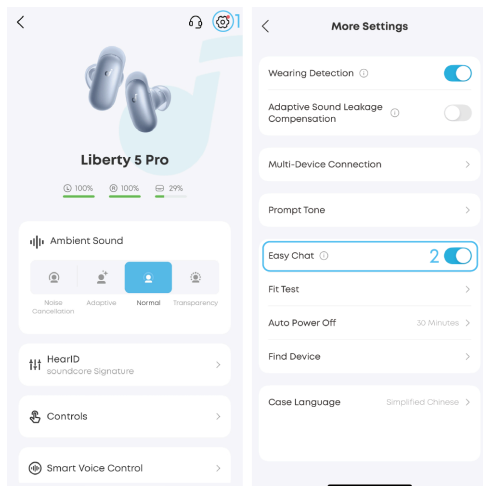 1
Liberty 5 Pro
L 100% R 100% 29%
Ambient Sound
Noise Cancellation Adaptive Normal Transparency
HearID
soundcore Signature
Controls
Smart Voice Control
More Settings
Wearing Detection
Adaptive Sound Leakage
Compensation
Multi-Device Connection
Prompt Tone
Easy Chat 2
Fit Test
Auto Power Off 30 Minutes
Find Device
Case Language Simplified Chinese